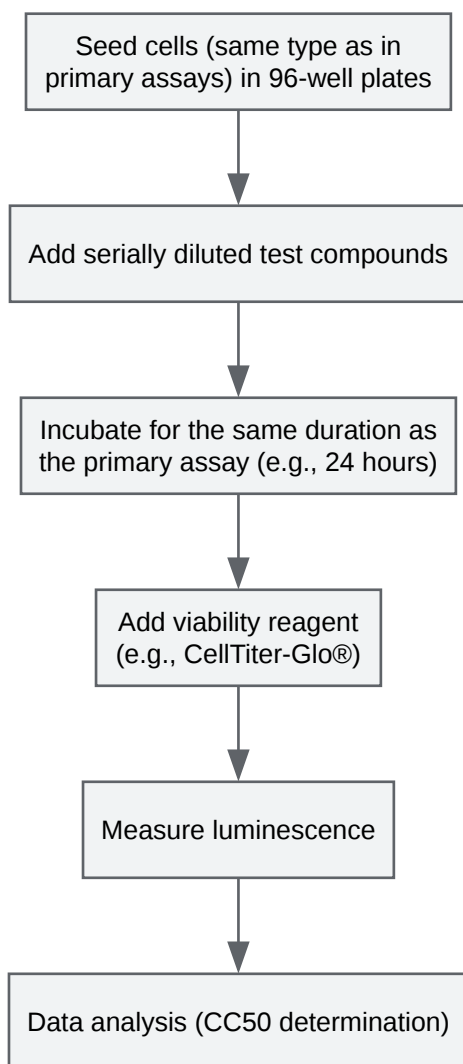 Seed cells (same type as in
primary assays) in 96-well plates
Add serially diluted test compounds
Incubate for the same duration as
the primary assay (e.g., 24 hours)
Add viability reagent
(e.g., CellTiter-Glo®)
Measure luminescence
Data analysis (CC50 determination)